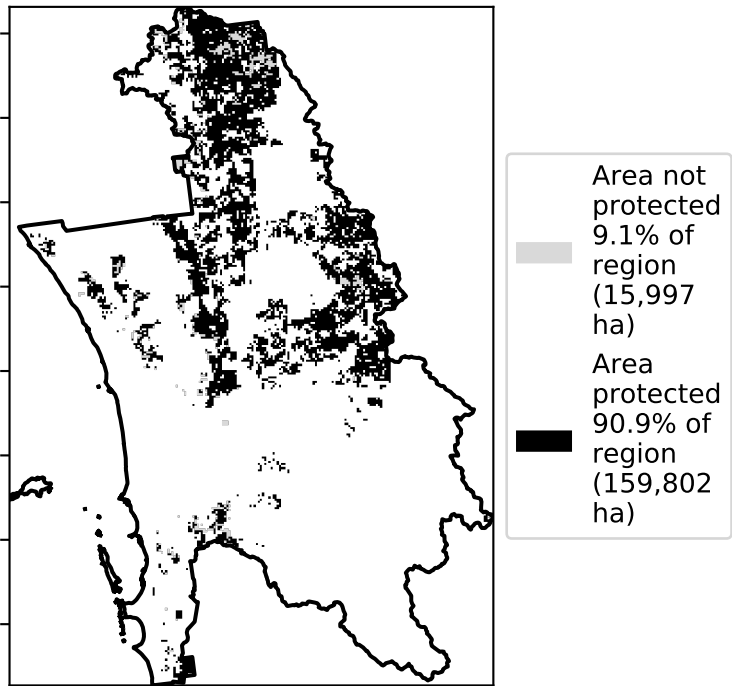 Area not
protected
9.1% of
region
(15,997
ha)
Area
protected
90.9% of
region
(159,802
ha)